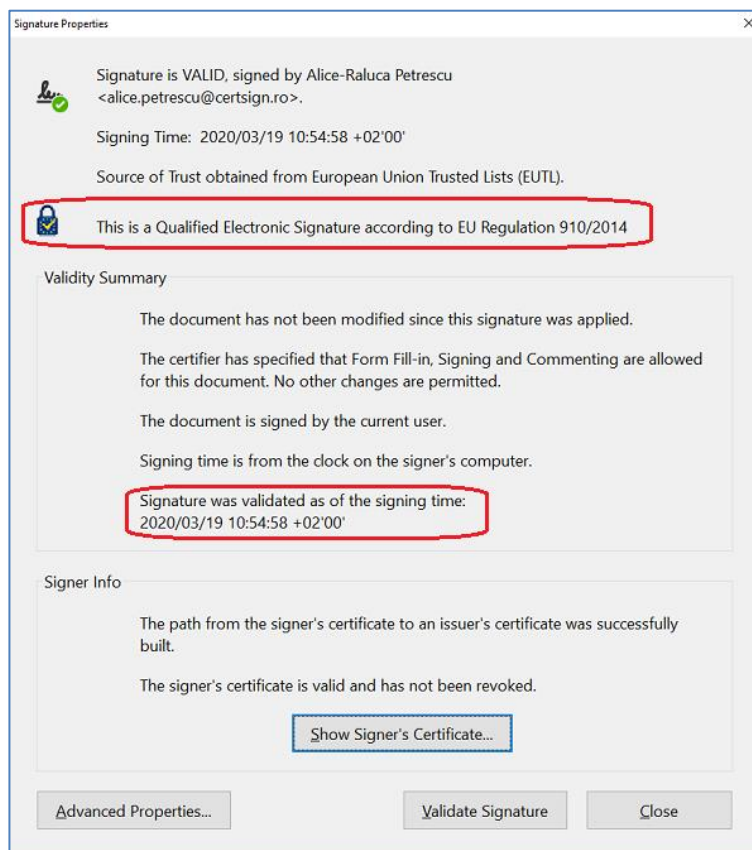 Signature Properties
Signature is VALID, signed by Alice-Raluca Petrescu
<alice.petrescu@certsign.ro>.
Signing Time: 2020/03/19 10:54:58 +02'00'
Source of Trust obtained from European Union Trusted Lists (EUTL).
This is a Qualified Electronic Signature according to EU Regulation 910/2014
Validity Summary
The document has not been modified since this signature was applied.
The certifier has specified that Form Fill-in, Signing and Commenting are allowed
for this document. No other changes are permitted.
The document is signed by the current user.
Signing time is from the clock on the signer's computer.
Signature was validated as of the signing time:
2020/03/19 10:54:58 +02'00'
Signer Info
The path from the signer's certificate to an issuer's certificate was successfully
built.
The signer's certificate is valid and has not been revoked.
Show Signer's Certificate...
Advanced Properties...
Validate Signature
Close